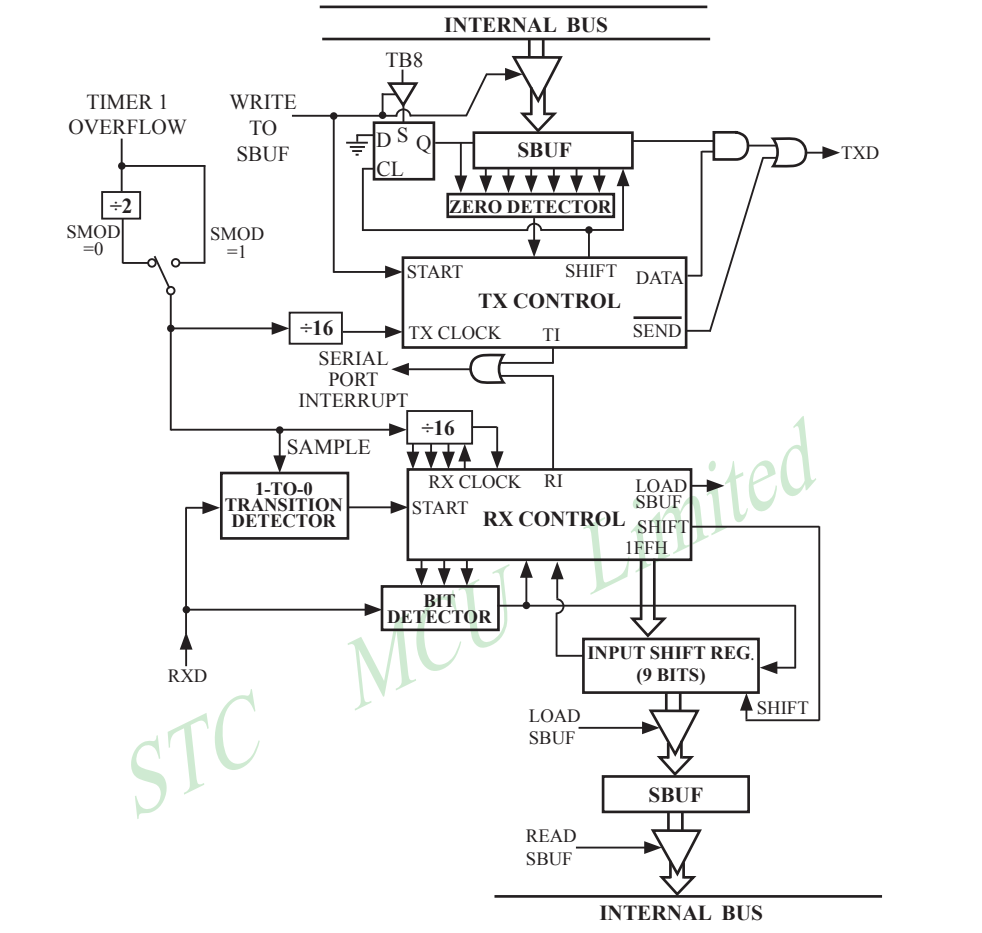 INTERNAL BUS
TB8
TIMER 1
OVERFLOW
WRITE
TO
SBUF
D S Q
CL
SBUF
TXD
÷2
ZERO DETECTOR
SMOD
=0
SMOD
=1
START
SHIFT
DATA
TX CONTROL
÷16
TX CLOCK
TI
SEND
SERIAL
PORT
INTERRUPT
÷16
SAMPLE
RX CLOCK
RI
LOAD
SBUF
1-TO-0
TRANSITION
DETECTOR
START
RX CONTROL
SHIFT
1FFH
BIT
DETECTOR
RXD
INPUT SHIFT REG.
(9 BITS)
SHIFT
LOAD
SBUF
SBUF
READ
SBUF
INTERNAL BUS
STC MCU Limited